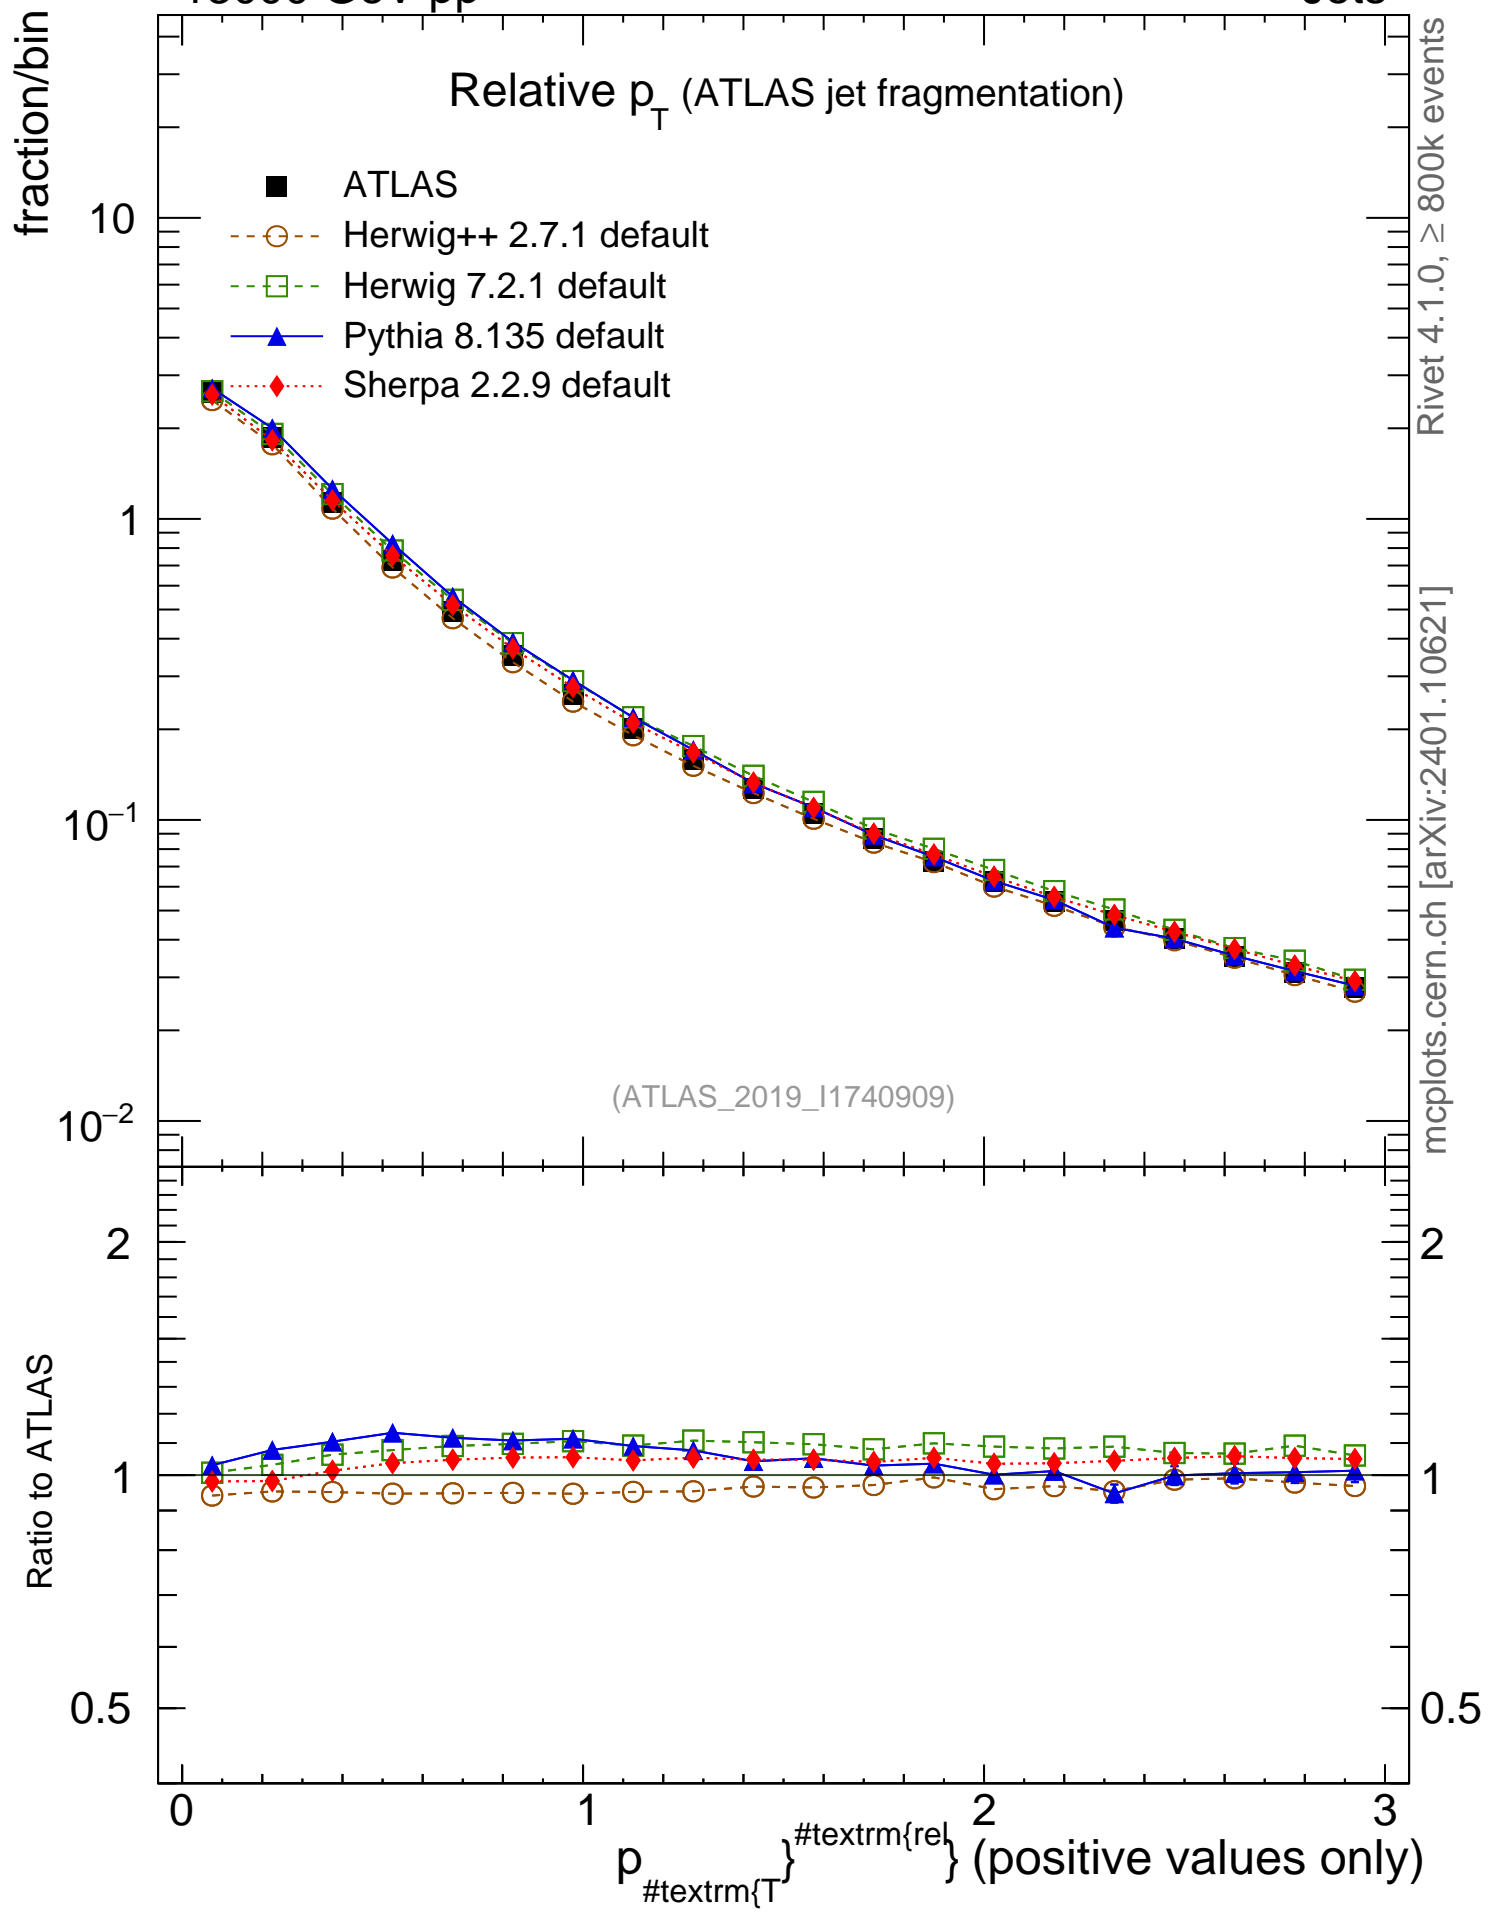 fraction/bin
Relative p_T (ATLAS jet fragmentation)
ATLAS
Herwig++ 2.7.1 default
Herwig 7.2.1 default
Pythia 8.135 default
Sherpa 2.2.9 default
10
1
10⁻¹
10⁻²
(ATLAS_2019_I1740909)
Rivet 4.1.0, ≥ 800k events
mcplots.cern.ch [arXiv:2401.10621]
Ratio to ATLAS
2
1
0.5
2
1
0.5
0 1 2 3
p_#textrm{T}^#textrm{rel} (positive values only)